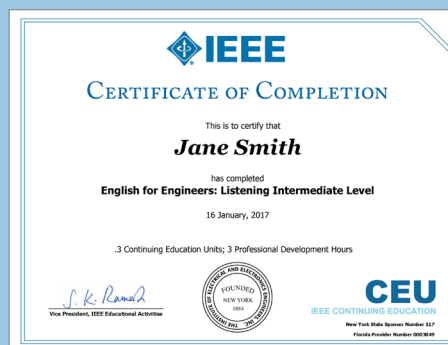 IEEE
CERTIFICATE OF COMPLETION
This is to certify that
Jane Smith
has completed
English for Engineers: Listening Intermediate Level
16 January, 2017
.3 Continuing Education Units; 3 Professional Development Hours
S. K. Ramesh
Vice President, IEEE Educational Activities
THE INSTITUTE OF ELECTRICAL AND ELECTRONICS ENGINEERS, INC.
FOUNDED
NEW YORK
1884
CEU
IEEE CONTINUING EDUCATION
New York State Sponsor Number 117
Florida Provider Number 0003849